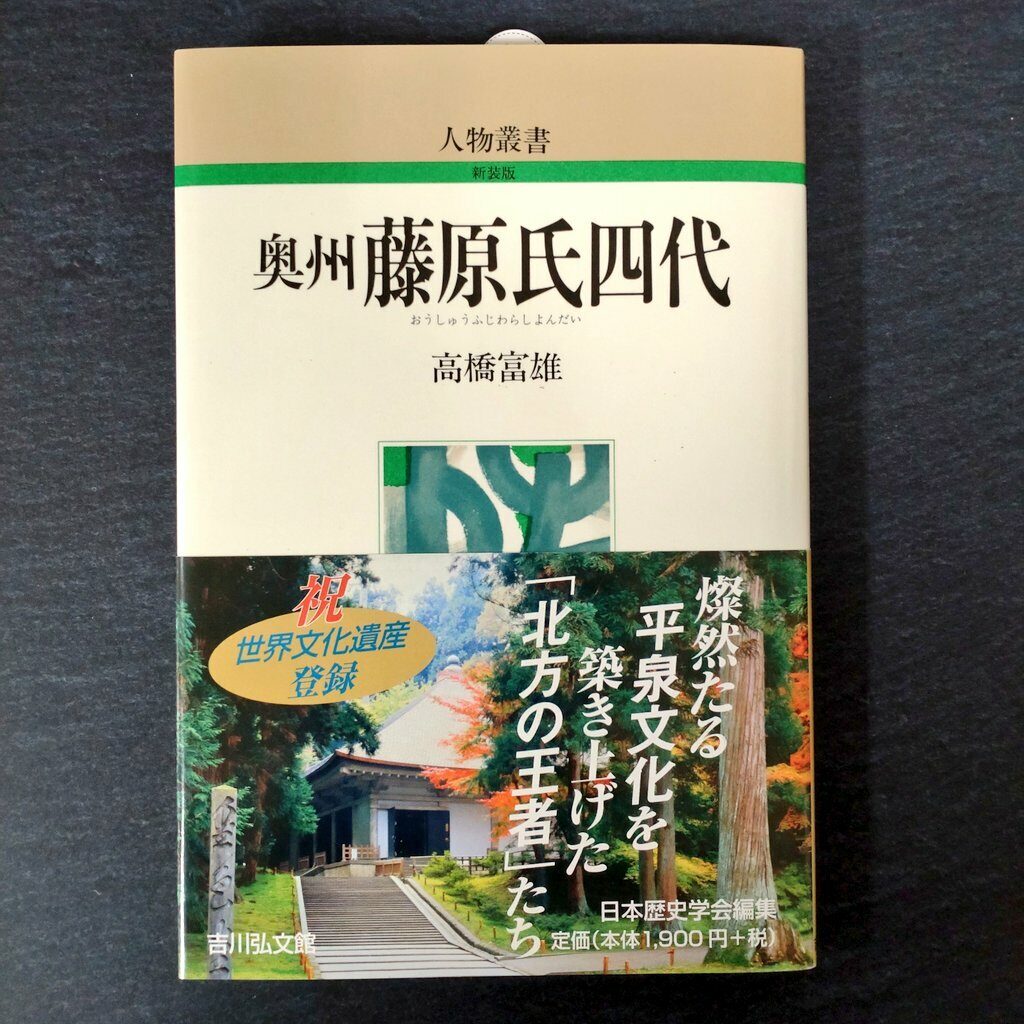 人物叢書
新装版
奥州 藤原氏四代
おうしゅうふじわらしよんだい
高橋富雄
祝
世界文化遺産
登録
燦然たる
平泉文化を
築き上げた
「北方の王者」たち
日本歴史学会編集
定価(本体1,900円+税)
吉川弘文館